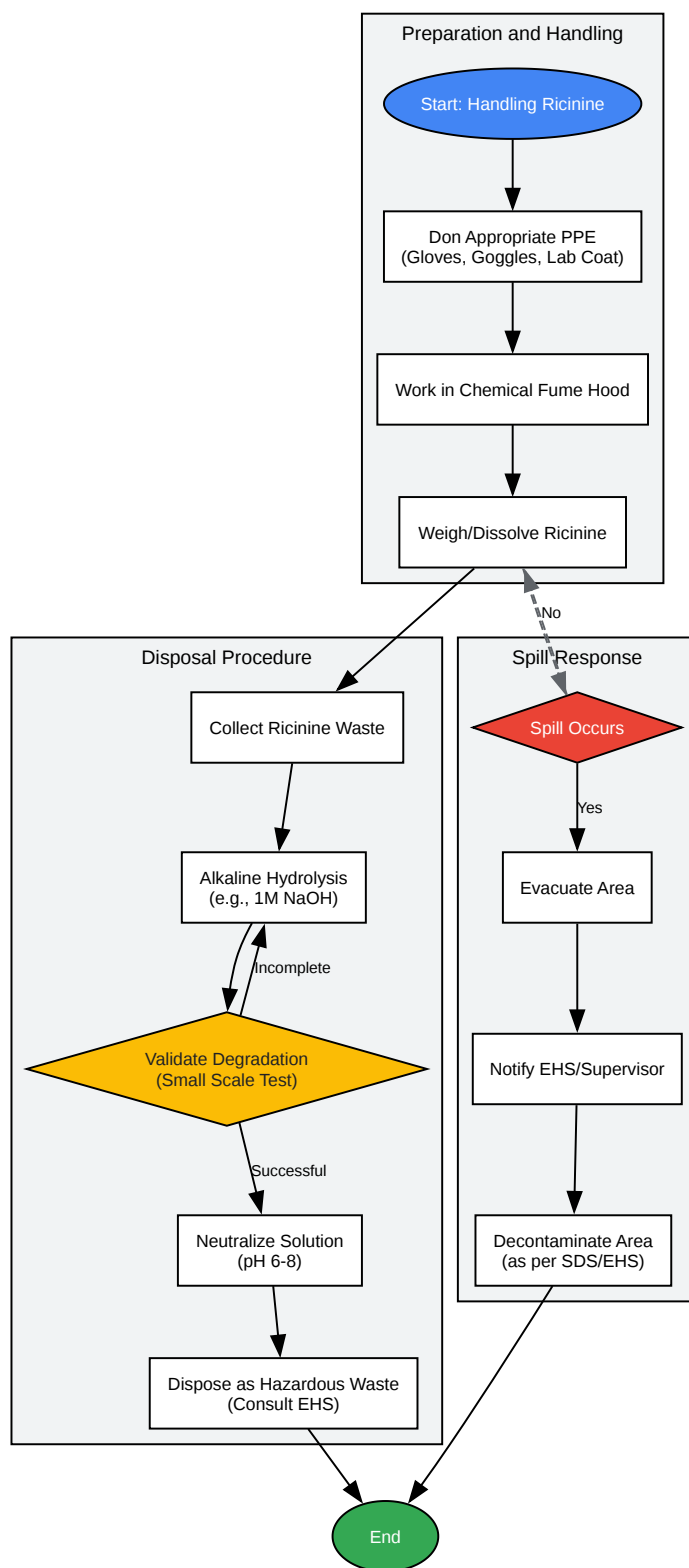 Preparation and Handling
Start: Handling Ricinine
Don Appropriate PPE
(Gloves, Goggles, Lab Coat)
Work in Chemical Fume Hood
Weigh/Dissolve Ricinine
No
Disposal Procedure
Collect Ricinine Waste
Alkaline Hydrolysis
(e.g., 1M NaOH)
Incomplete
Validate Degradation
(Small Scale Test)
Successful
Neutralize Solution
(pH 6-8)
Dispose as Hazardous Waste
(Consult EHS)
Spill Response
Spill Occurs
Yes
Evacuate Area
Notify EHS/Supervisor
Decontaminate Area
(as per SDS/EHS)
End